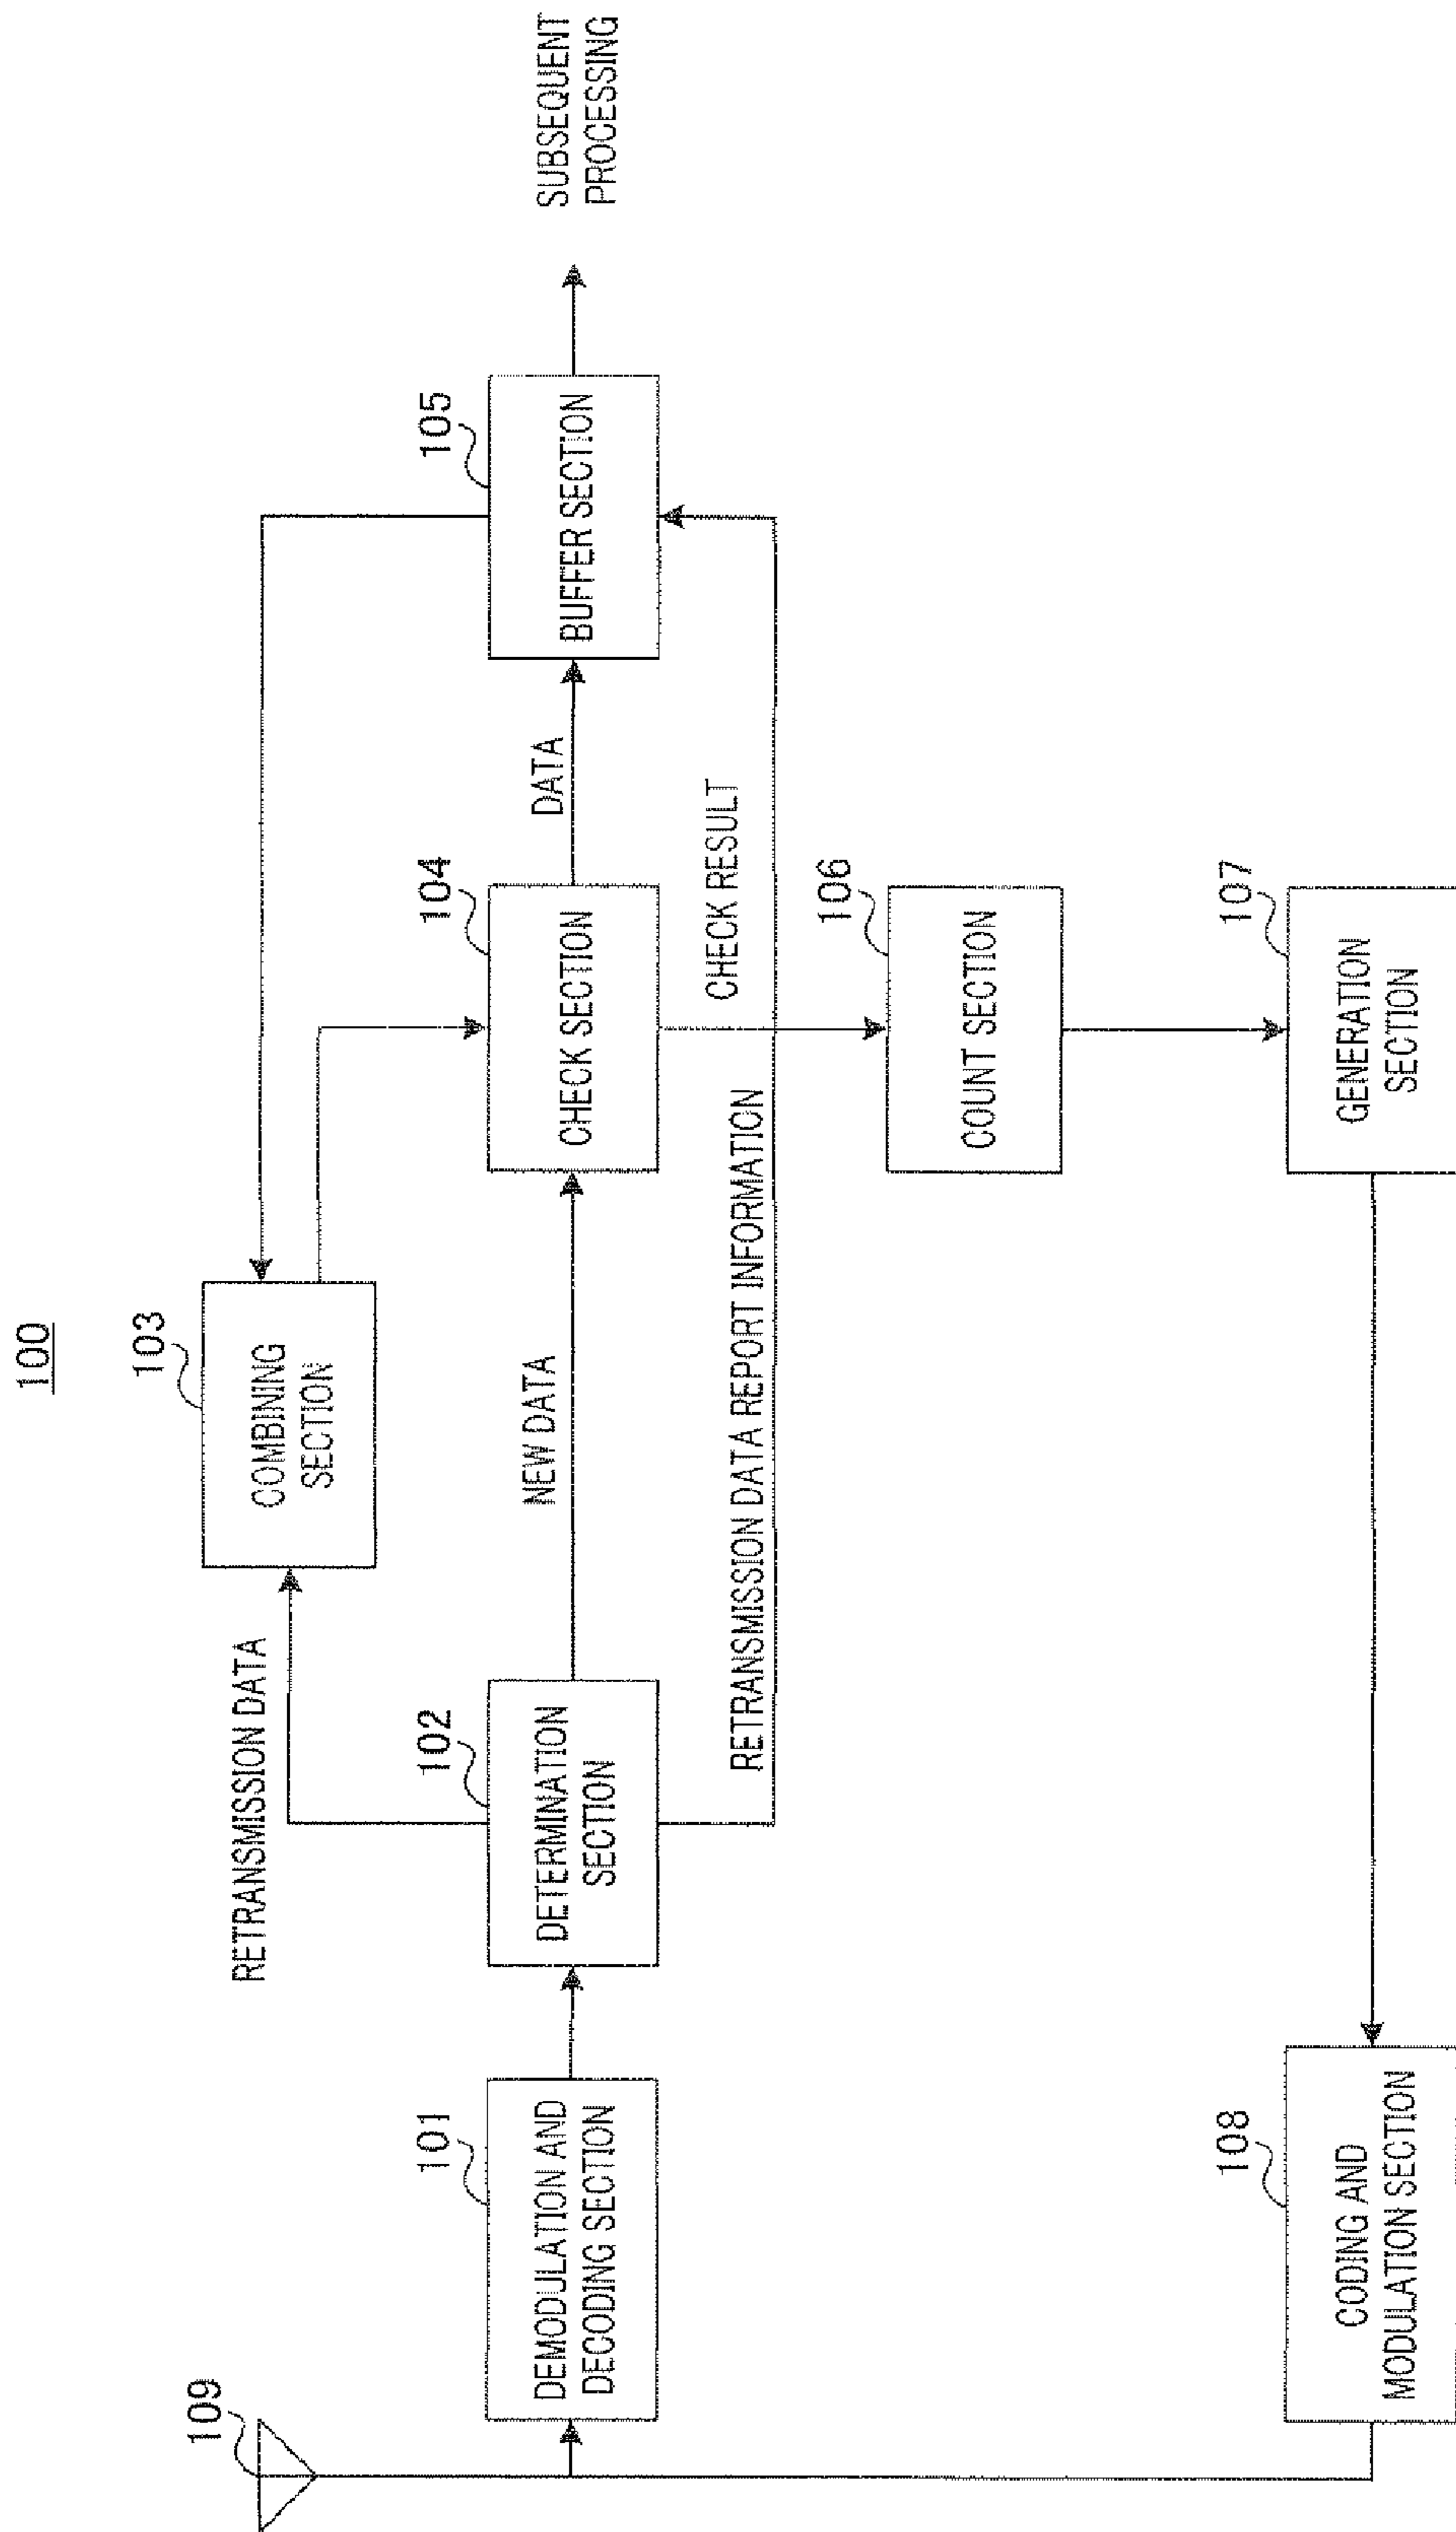 100
109
101
DEMODULATION AND
DECODING SECTION
102
DETERMINATION
SECTION
RETRANSMISSION DATA
103
COMBINING
SECTION
NEW DATA
104
CHECK SECTION
DATA
105
BUFFER SECTION
SUBSEQUENT
PROCESSING
RETRANSMISSION DATA REPORT INFORMATION
CHECK RESULT
106
COUNT SECTION
107
GENERATION
SECTION
108
CODING AND
MODULATION SECTION